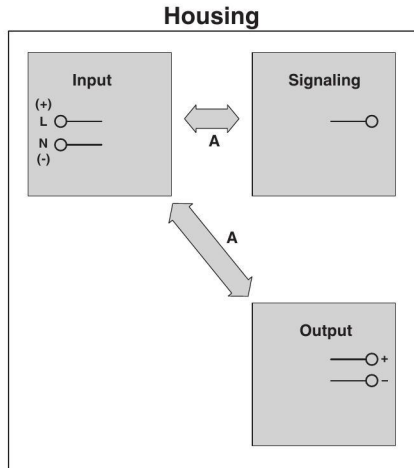 Housing
Input
Signaling
(+)
L
N
(-)
A
A
Output
+
–